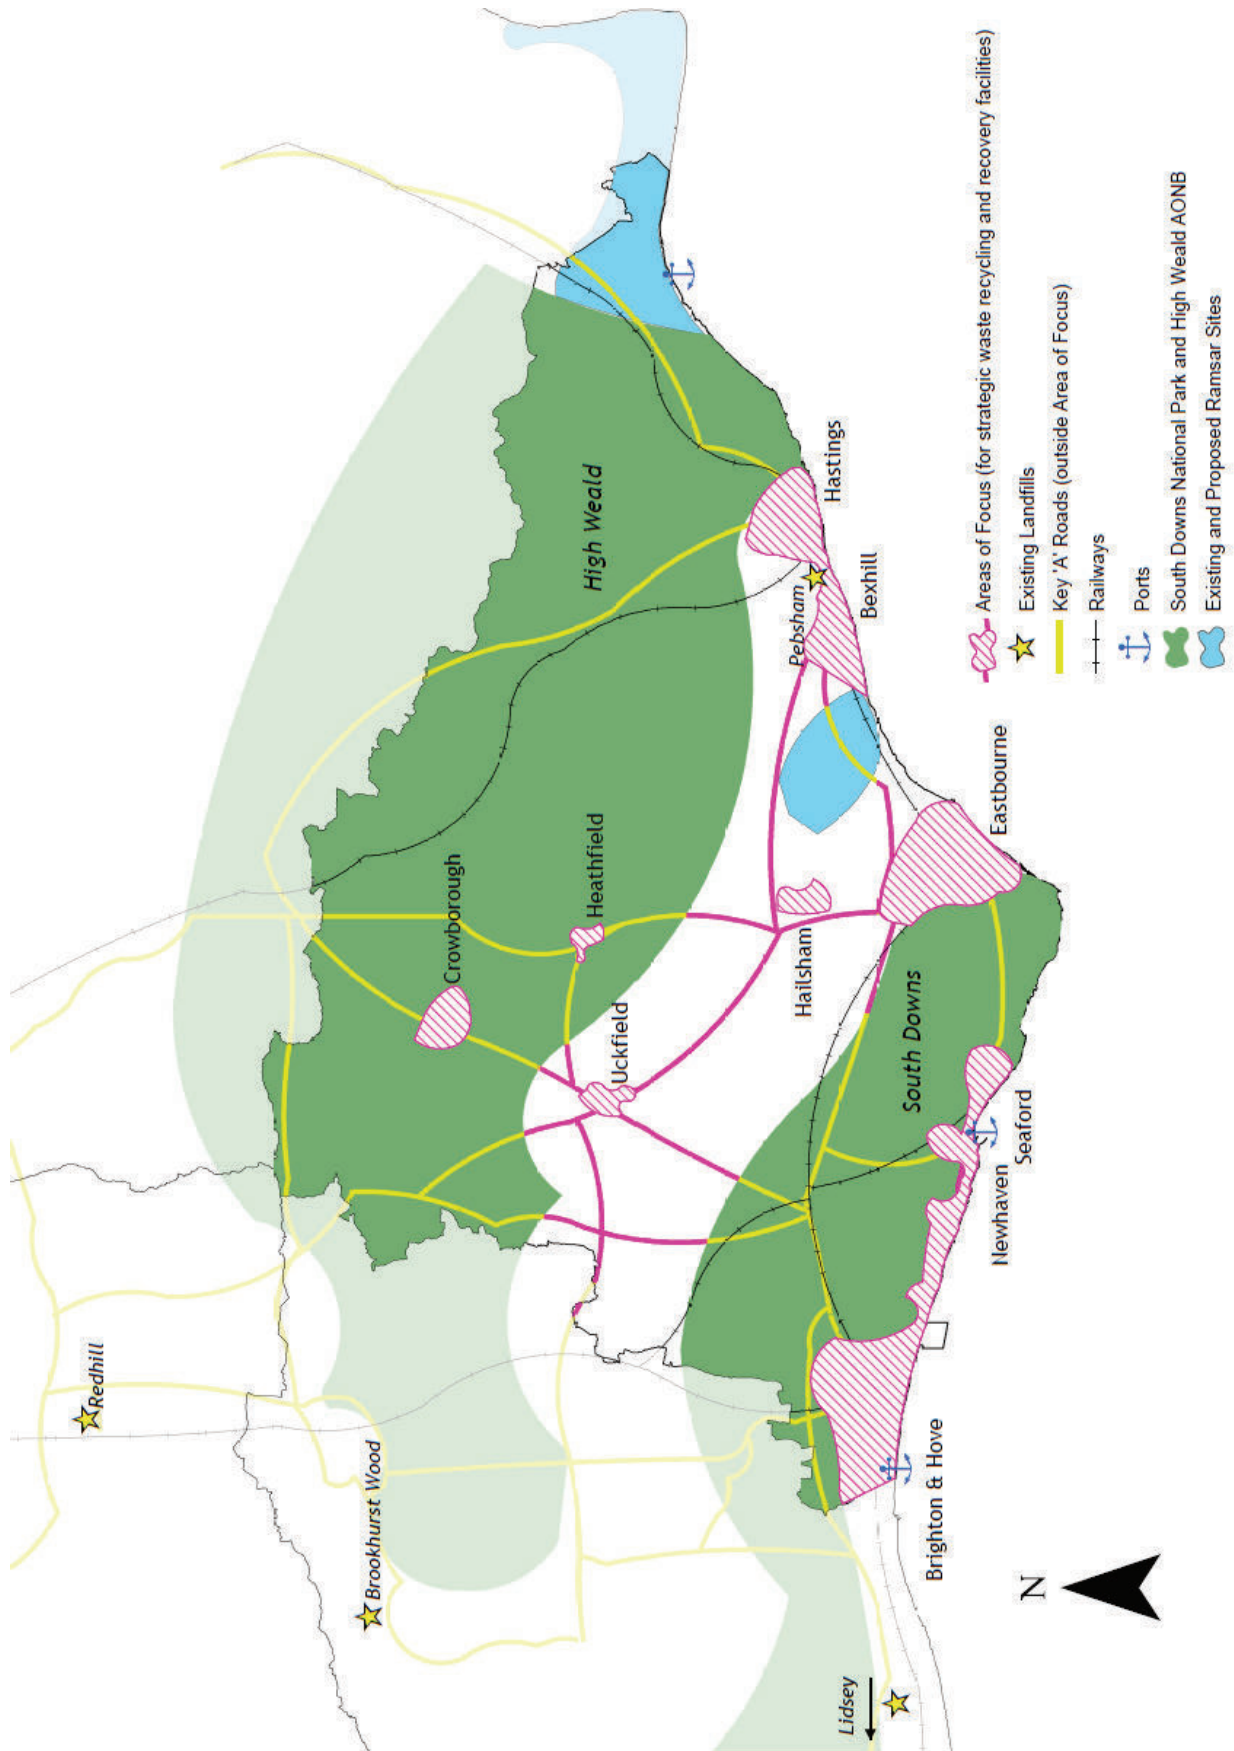 Redhill
Brookhurst Wood
Crowborough
High Weald
Heathfield
Uckfield
Hailsham
Pebsham
Hastings
Bexhill
Lidsey
South Downs
Eastbourne
Brighton & Hove
Newhaven
Seaford
N
Areas of Focus (for strategic waste recycling and recovery facilities)
Existing Landfills
Key 'A' Roads (outside Area of Focus)
Railways
Ports
South Downs National Park and High Weald AONB
Existing and Proposed Ramsar Sites